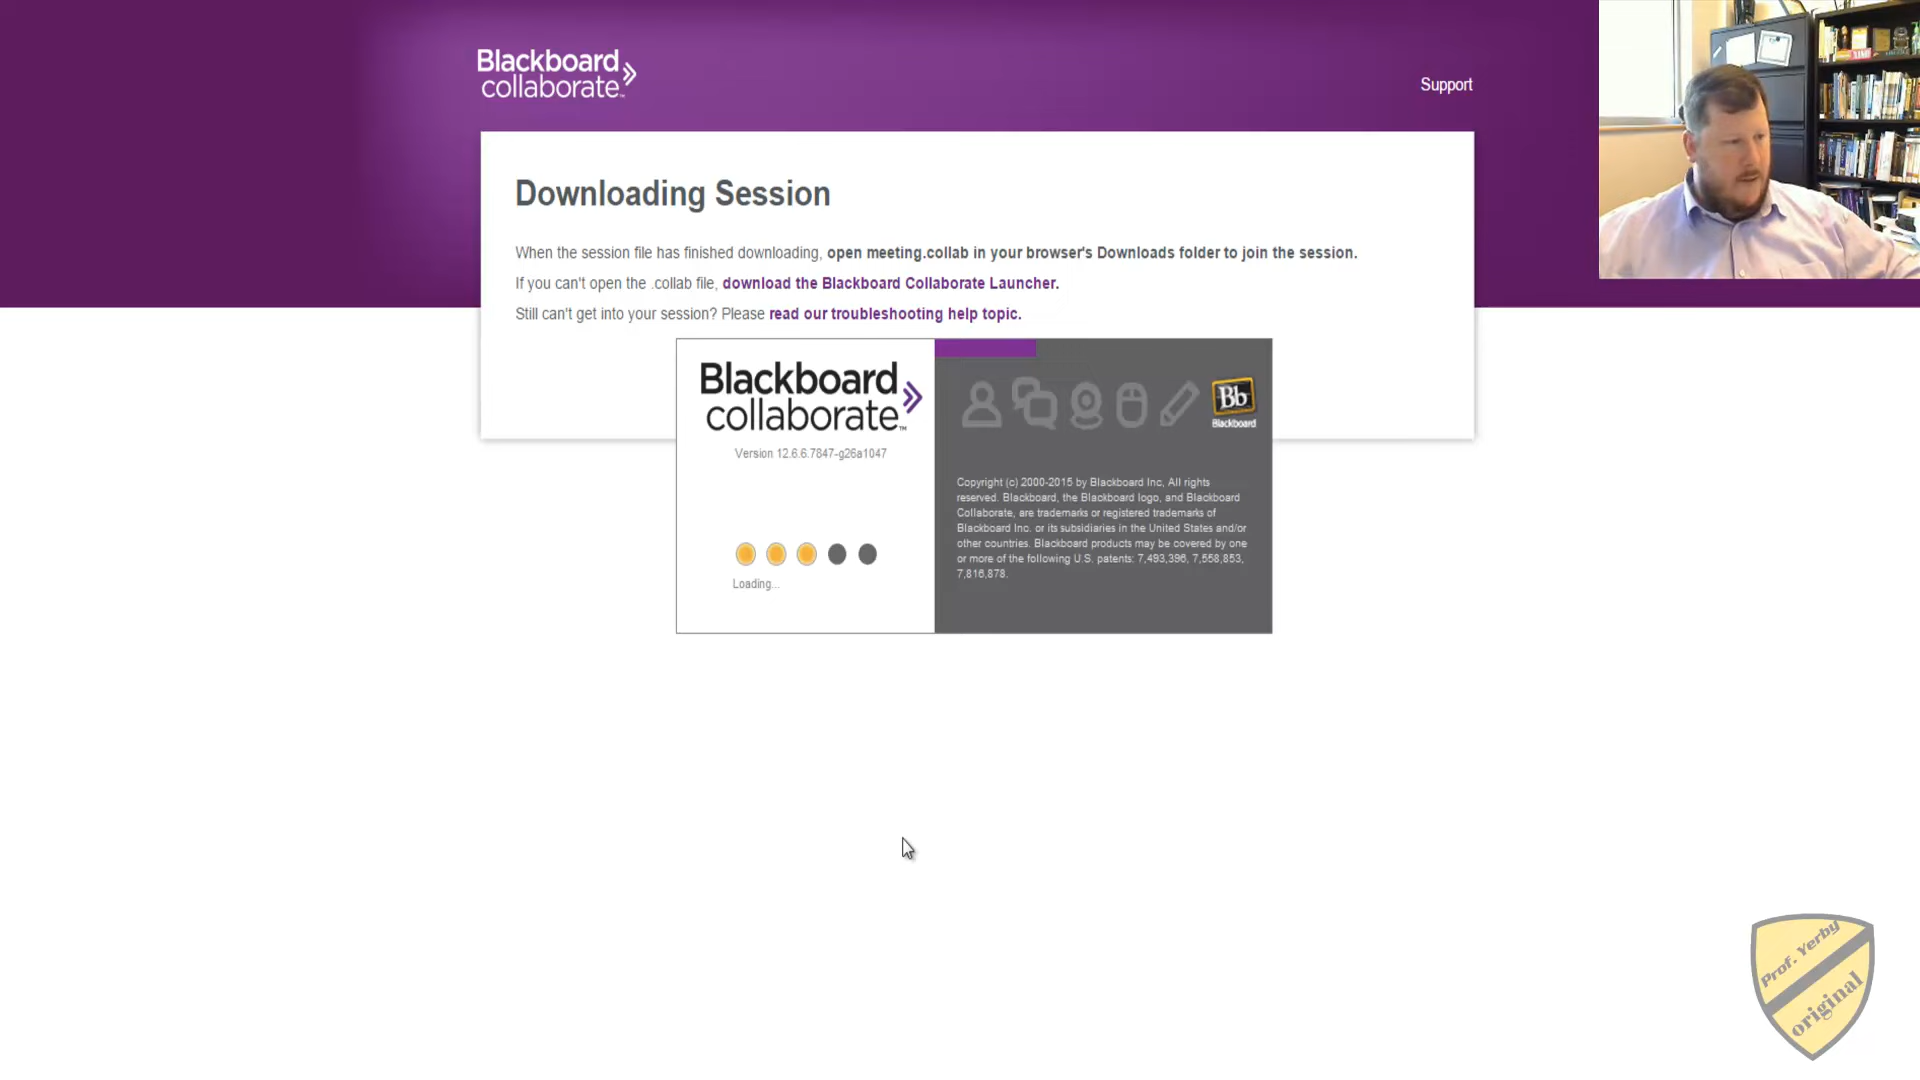 Blackboard
collaborate™
Support
Downloading Session
When the session file has finished downloading, open meeting.collab in your browser's Downloads folder to join the session.
If you can't open the .collab file, download the Blackboard Collaborate Launcher.
Still can't get into your session? Please read our troubleshooting help topic.
Blackboard
collaborate™
Version 12.6.6.7847-g26a1047
Loading...
Bb
Blackboard
Copyright (c) 2000-2015 by Blackboard Inc, All rights
reserved. Blackboard, the Blackboard logo, and Blackboard
Collaborate, are trademarks or registered trademarks of
Blackboard Inc. or its subsidiaries in the United States and/or
other countries. Blackboard products may be covered by one
or more of the following U.S. patents: 7,493,396, 7,558,853,
7,816,878.
Prof. Yerby
original